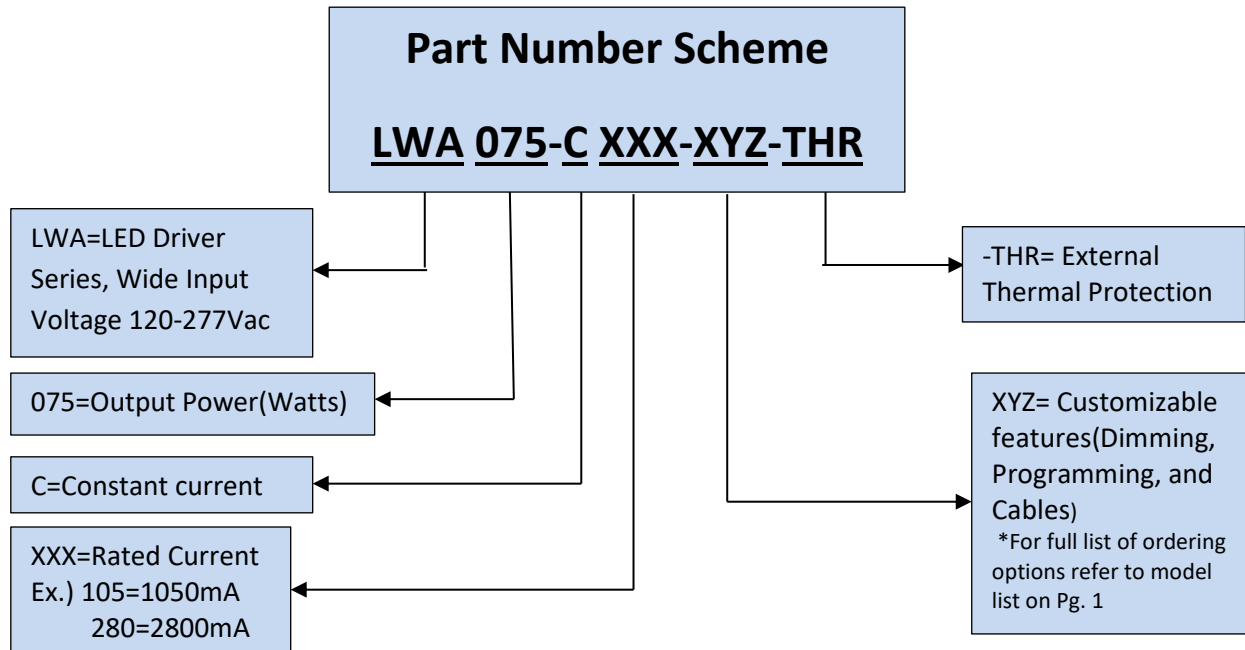 Part Number Scheme
LWA 075-C XXX-XYZ-THR
LWA=LED Driver
Series, Wide Input
Voltage 120-277Vac
075=Output Power(Watts)
C=Constant current
XXX=Rated Current
Ex.) 105=1050mA
280=2800mA
-THR= External
Thermal Protection
XYZ= Customizable
features(Dimming,
Programming, and
Cables)
*For full list of ordering
options refer to model
list on Pg. 1